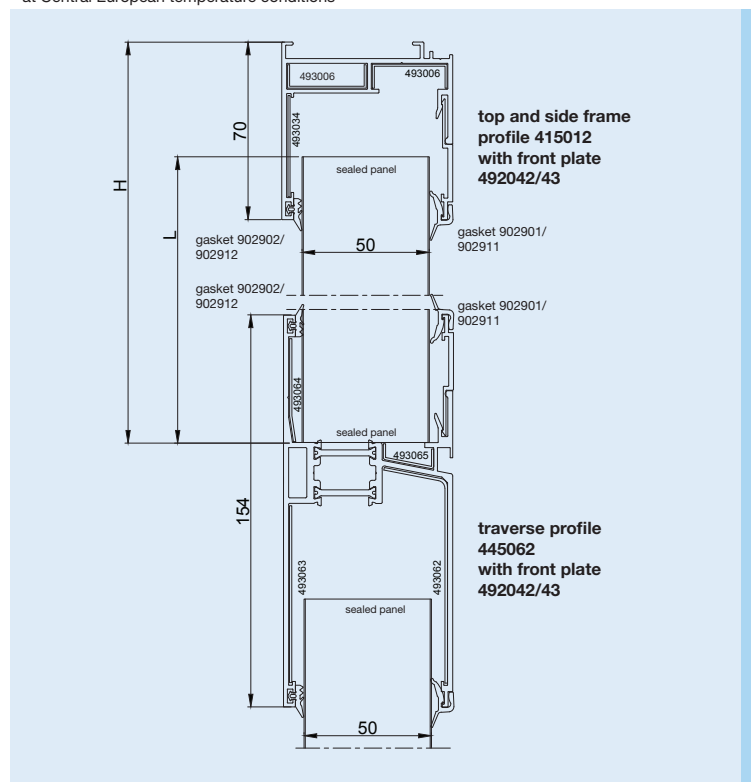 at Central European temperature conditions
493006
493006
493034
70
H
L
sealed panel
top and side frame
profile 415012
with front plate
492042/43
gasket 902902/
902912
50
gasket 902901/
902911
gasket 902902/
902912
gasket 902901/
902911
493064
sealed panel
493065
154
493063
493062
traverse profile
445062
with front plate
492042/43
sealed panel
50